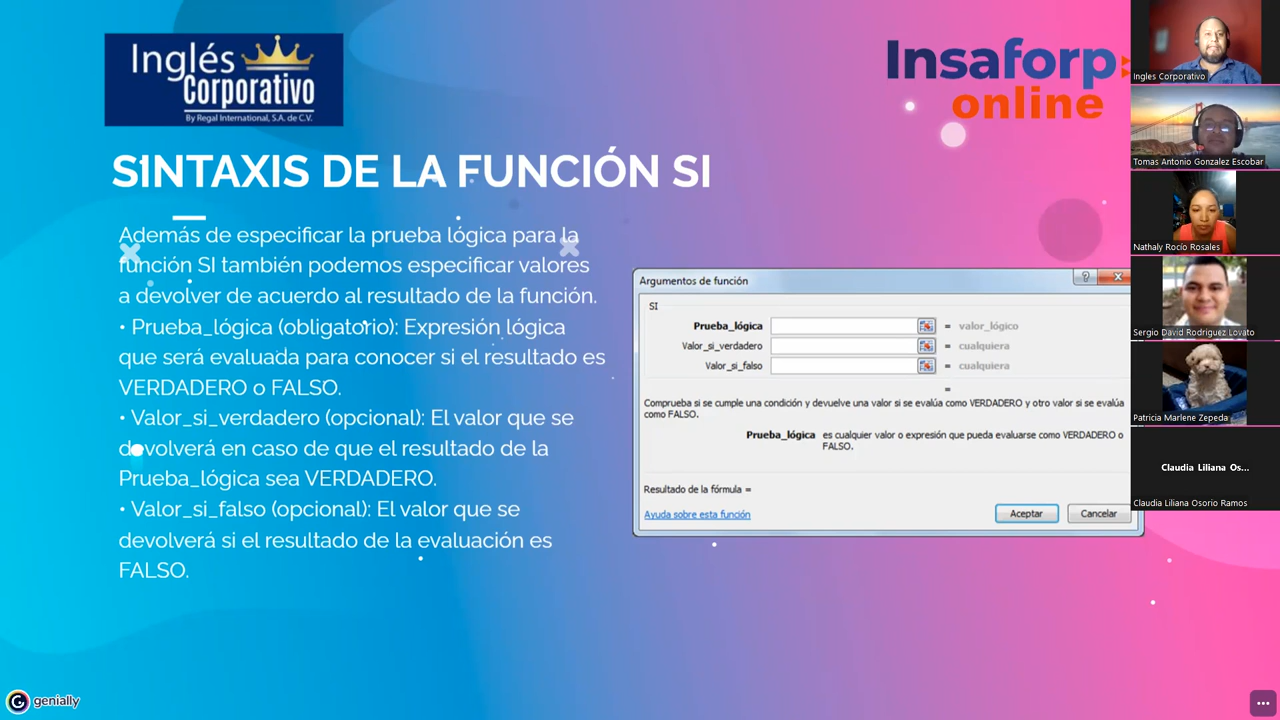 Inglés
Corporativo
By Regal International, S.A. de C.V.
Insaforp
online
SINTAXIS DE LA FUNCIÓN SI
Además de especificar la prueba lógica para la
función SI también podemos especificar valores
a devolver de acuerdo al resultado de la función.
• Prueba_lógica (obligatorio): Expresión lógica
que será evaluada para conocer si el resultado es
VERDADERO o FALSO.
• Valor_si_verdadero (opcional): El valor que se
devolverá en caso de que el resultado de la
Prueba_lógica sea VERDADERO.
• Valor_si_falso (opcional): El valor que se
devolverá si el resultado de la evaluación es
FALSO.
Argumentos de función
SI
Prueba_lógica = valor_lógico
Valor_si_verdadero = cualquiera
Valor_si_falso = cualquiera
=
Comprueba si se cumple una condición y devuelve una valor si se evalúa como VERDADERO y otro valor si se evalúa
como FALSO.
Prueba_lógica es cualquier valor o expresión que pueda evaluarse como VERDADERO o
FALSO.
Resultado de la fórmula =
Ayuda sobre esta función
Aceptar
Cancelar
Ingles Corporativo
Tomas Antonio Gonzalez Escobar
Nathaly Rocío Rosales
Sergio David Rodriguez Lovato
Patricia Marlene Zepeda
Claudia Liliana Os...
Claudia Liliana Osorio Ramos
genially